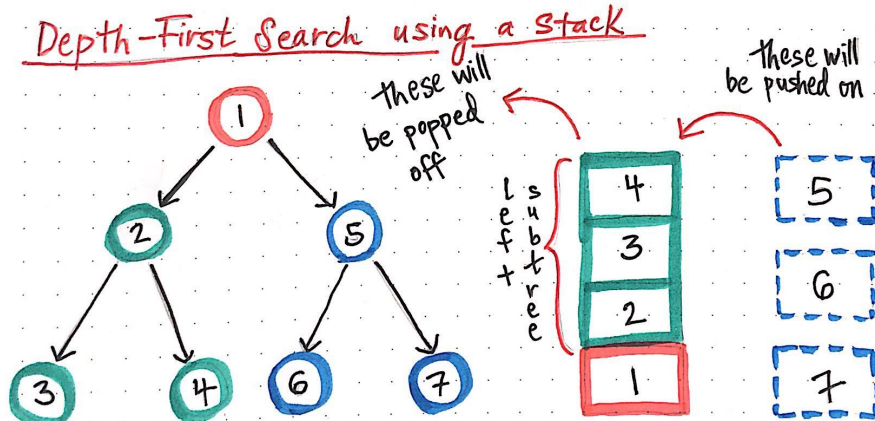 Depth-First Search using a Stack
1
2
5
3
4
6
7
these will
be popped
off
left
subtree
4
3
2
1
these will
be pushed on
5
6
7